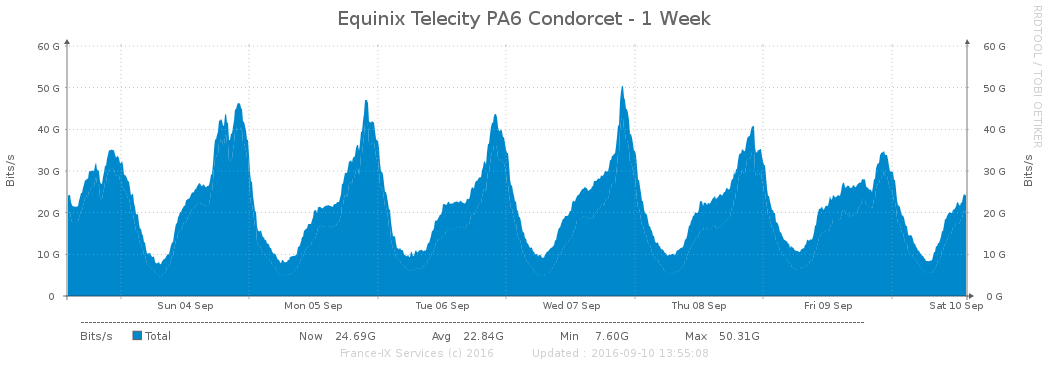 Equinix Telecity PA6 Condorcet - 1 Week
RRDTOOL / TOBI OETIKER
Bits/s
Bits/s
60 G 60 G
50 G 50 G
40 G 40 G
30 G 30 G
20 G 20 G
10 G 10 G
0 0 G
Sun 04 Sep Mon 05 Sep Tue 06 Sep Wed 07 Sep Thu 08 Sep Fri 09 Sep Sat 10 Sep
Bits/s Total Now 24.69G Avg 22.84G Min 7.60G Max 50.31G
France-IX Services (c) 2016 Updated : 2016-09-10 13:55:08